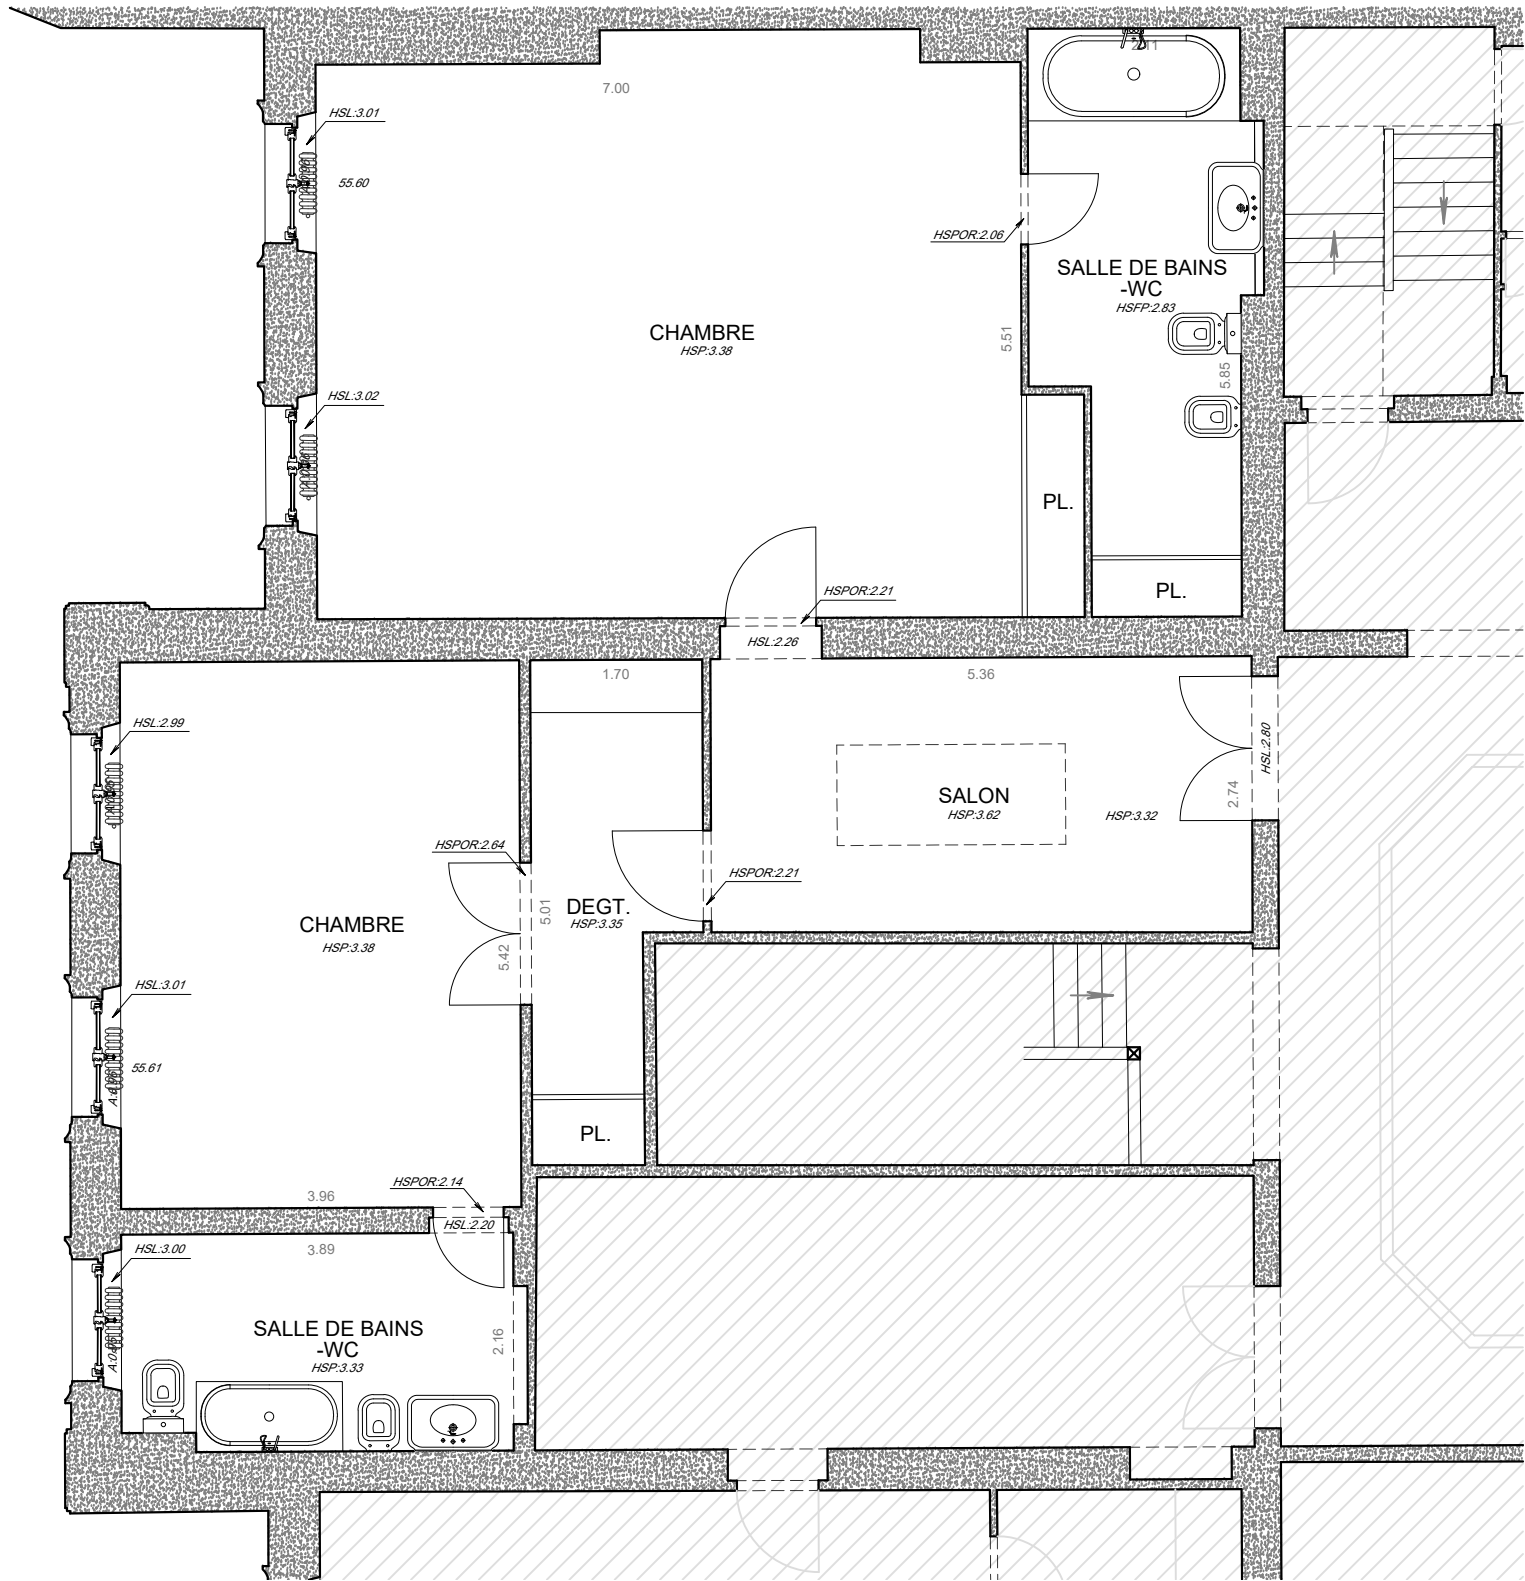 2.11
7.00
HSL:3.01
55.60
HSPOR:2.06
SALLE DE BAINS
-WC
HSFP:2.83
CHAMBRE
HSP:3.38
5.51
5.85
HSL:3.02
PL.
PL.
HSPOR:2.21
HSL:2.26
1.70
5.36
HSL:2.99
HSL:2.80
2.74
SALON
HSP:3.62
HSP:3.32
HSPOR:2.64
HSPOR:2.21
5.01
DEGT.
HSP:3.35
CHAMBRE
HSP:3.38
5.42
HSL:3.01
55.61
PL.
HSPOR:2.14
3.96
HSL:2.20
HSL:3.00
3.89
SALLE DE BAINS
-WC
HSP:3.33
2.16